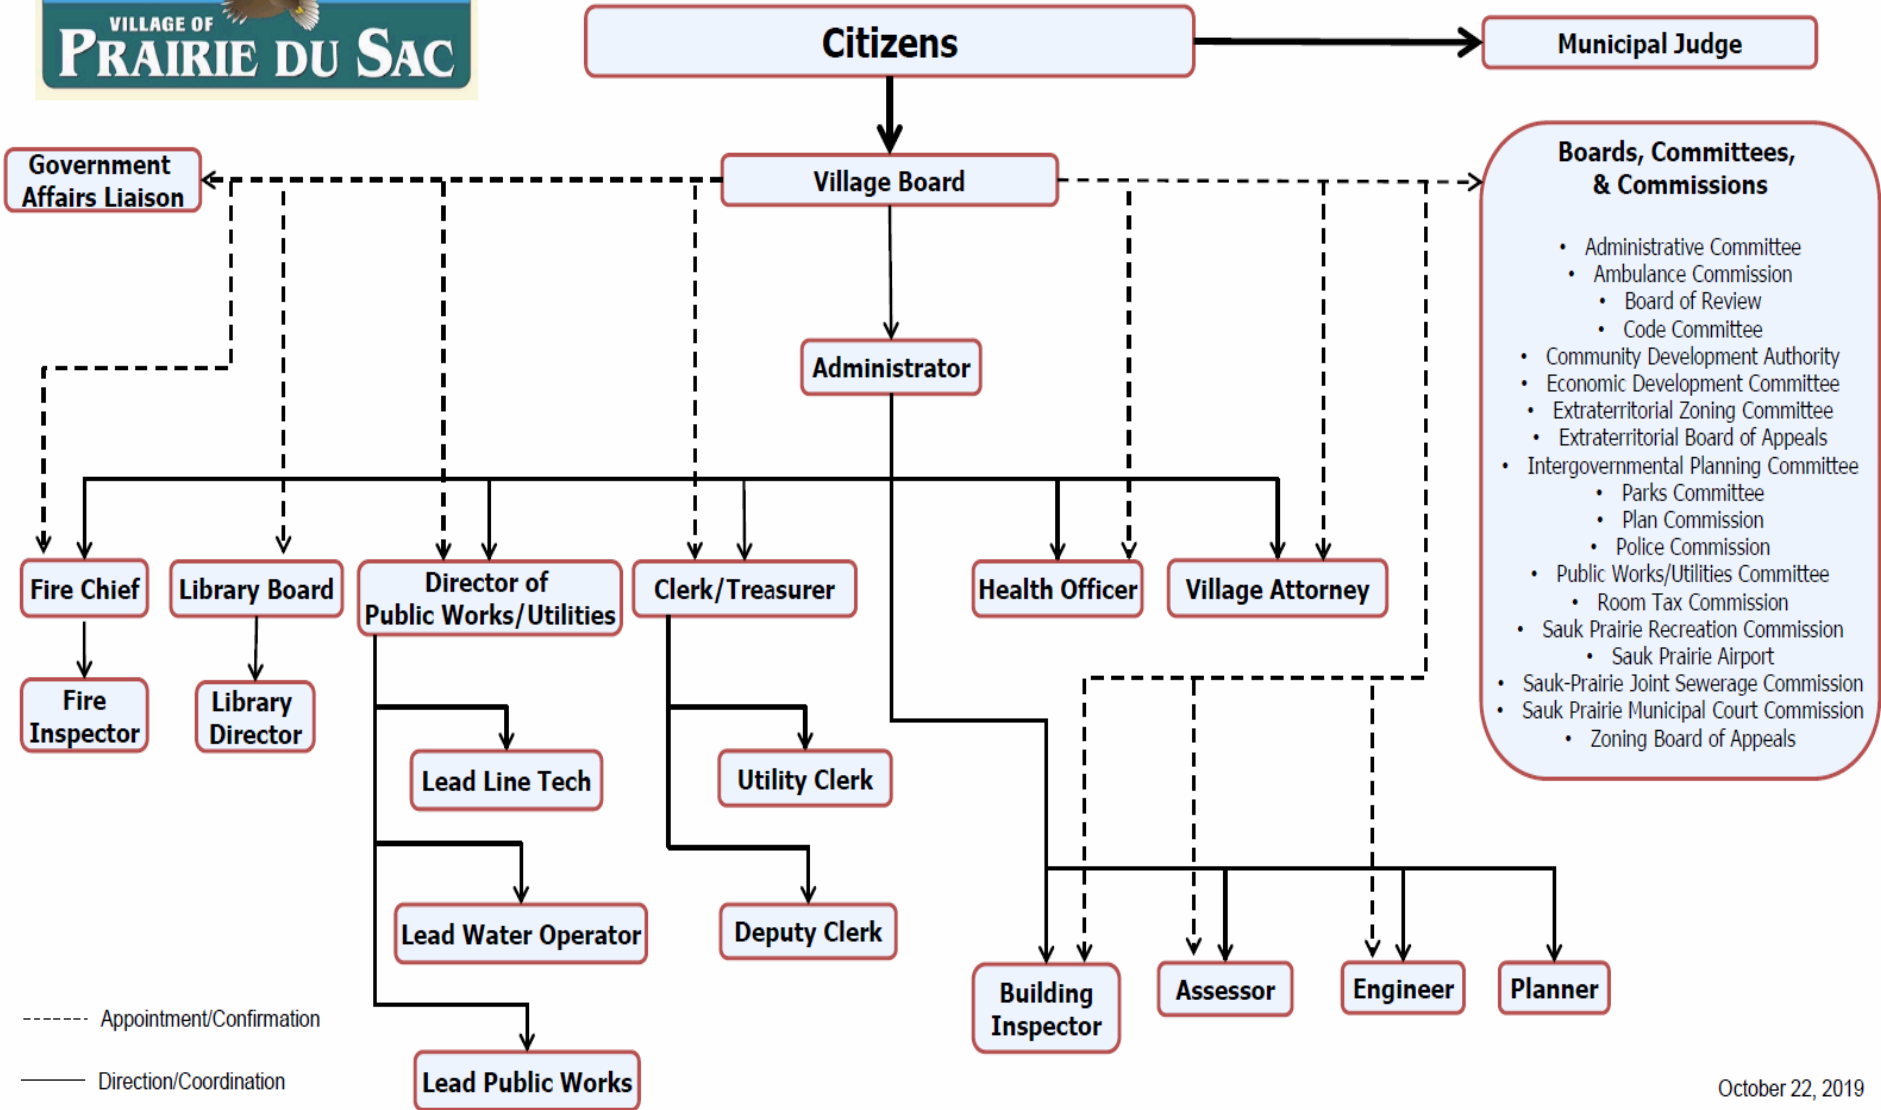 VILLAGE OF
PRAIRIE DU SAC
Citizens
Municipal Judge
Government
Affairs Liaison
Village Board
Boards, Committees,
& Commissions
• Administrative Committee
• Ambulance Commission
• Board of Review
• Code Committee
• Community Development Authority
• Economic Development Committee
• Extraterritorial Zoning Committee
• Extraterritorial Board of Appeals
• Intergovernmental Planning Committee
• Parks Committee
• Plan Commission
• Police Commission
• Public Works/Utilities Committee
• Room Tax Commission
• Sauk Prairie Recreation Commission
• Sauk Prairie Airport
• Sauk-Prairie Joint Sewerage Commission
• Sauk Prairie Municipal Court Commission
• Zoning Board of Appeals
Administrator
Fire Chief
Library Board
Director of
Public Works/Utilities
Clerk/Treasurer
Health Officer
Village Attorney
Fire
Inspector
Library
Director
Lead Line Tech
Utility Clerk
Lead Water Operator
Deputy Clerk
Building
Inspector
Assessor
Engineer
Planner
Lead Public Works
Appointment/Confirmation
Direction/Coordination
October 22, 2019